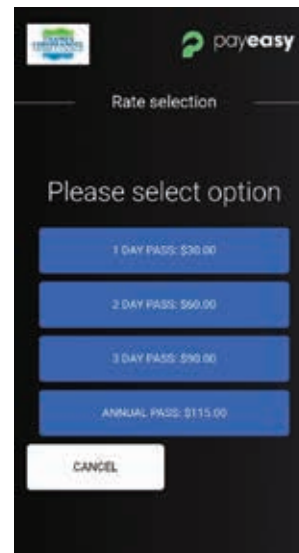 payeasy
Rate selection
Please select option
1 DAY PASS: $30.00
2 DAY PASS: $60.00
3 DAY PASS: $90.00
ANNUAL PASS: $115.00
CANCEL